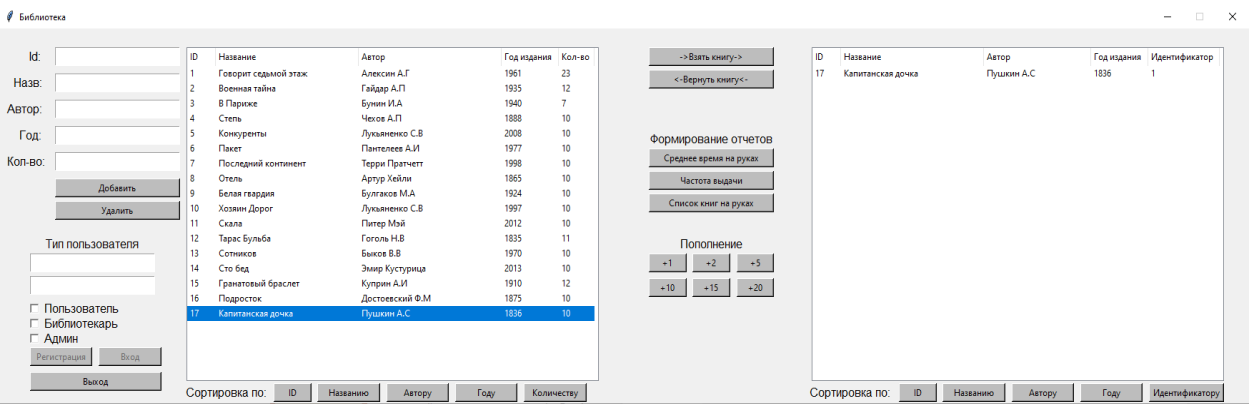 Библиотека
Id:
Назв:
Автор:
Год:
Кол-во:
Добавить
Удалить
Тип пользователя
Пользователь
Библиотекарь
Админ
Регистрация Вход
Выход
ID Название Автор Год издания Кол-во
1 Говорит седьмой этаж Алексин А.Г 1961 23
2 Военная тайна Гайдар А.П 1935 12
3 В Париже Бунин И.А 1940 7
4 Степь Чехов А.П 1888 10
5 Конкуренты Лукьяненко С.В 2008 10
6 Пакет Пантелеев А.И 1977 10
7 Последний континент Терри Пратчетт 1998 10
8 Отель Артур Хейли 1865 10
9 Белая гвардия Булгаков М.А 1924 10
10 Хозяин Дорог Лукьяненко С.В 1997 10
11 Скала Питер Мэй 2012 10
12 Тарас Бульба Гоголь Н.В 1835 11
13 Сотников Быков В.В 1970 10
14 Сто бед Эмир Кустурица 2013 10
15 Гранатовый браслет Куприн А.И 1910 12
16 Подросток Достоевский Ф.М 1875 10
17 Капитанская дочка Пушкин А.С 1836 10
Сортировка по: ID Названию Автору Году Количеству
->Взять книгу->
<-Вернуть книгу<-
Формирование отчетов
Среднее время на руках
Частота выдачи
Список книг на руках
Пополнение
+1 +2 +5
+10 +15 +20
ID Название Автор Год издания Идентификатор
17 Капитанская дочка Пушкин А.С 1836 1
Сортировка по: ID Названию Автору Году Идентификатору